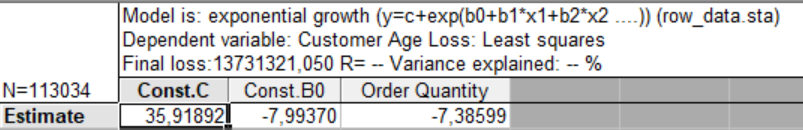 Model is: exponential growth (y=c+exp(b0+b1*x1+b2*x2 ....)) (row_data.sta)
Dependent variable: Customer Age Loss: Least squares
Final loss:13731321,050 R= -- Variance explained: -- %
N=113034 Const.C Const.B0 Order Quantity
Estimate 35,91892 -7,99370 -7,38599